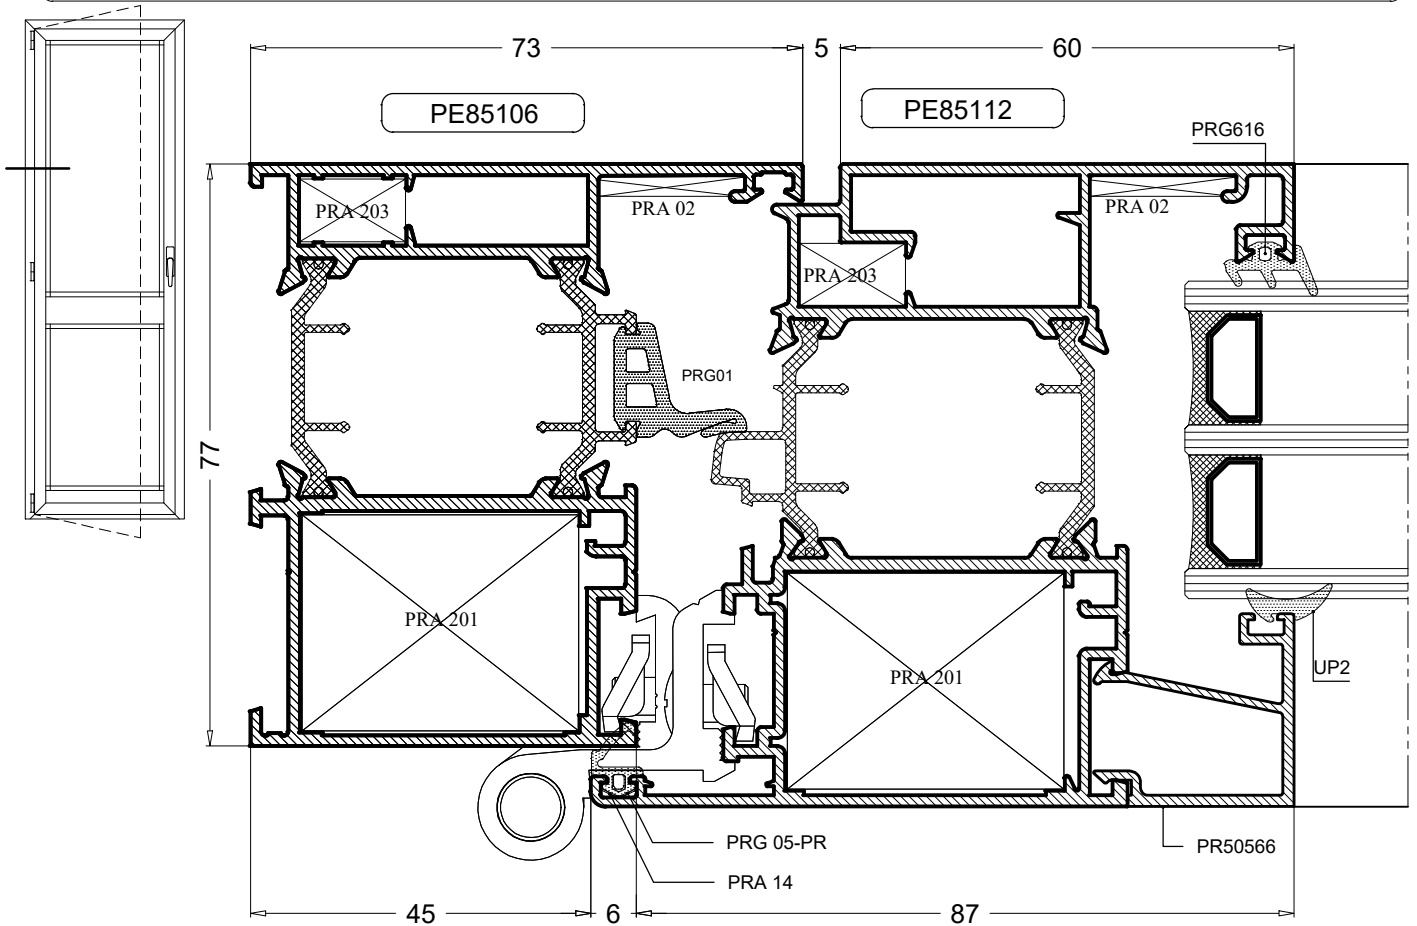 73
5
60
PE85106
PE85112
PRG616
PRA 203
PRA 02
PRA 02
PRA 203
PRG01
77
PRA 201
PRA 201
UP2
PRG 05-PR
PR50566
PRA 14
45
6
87